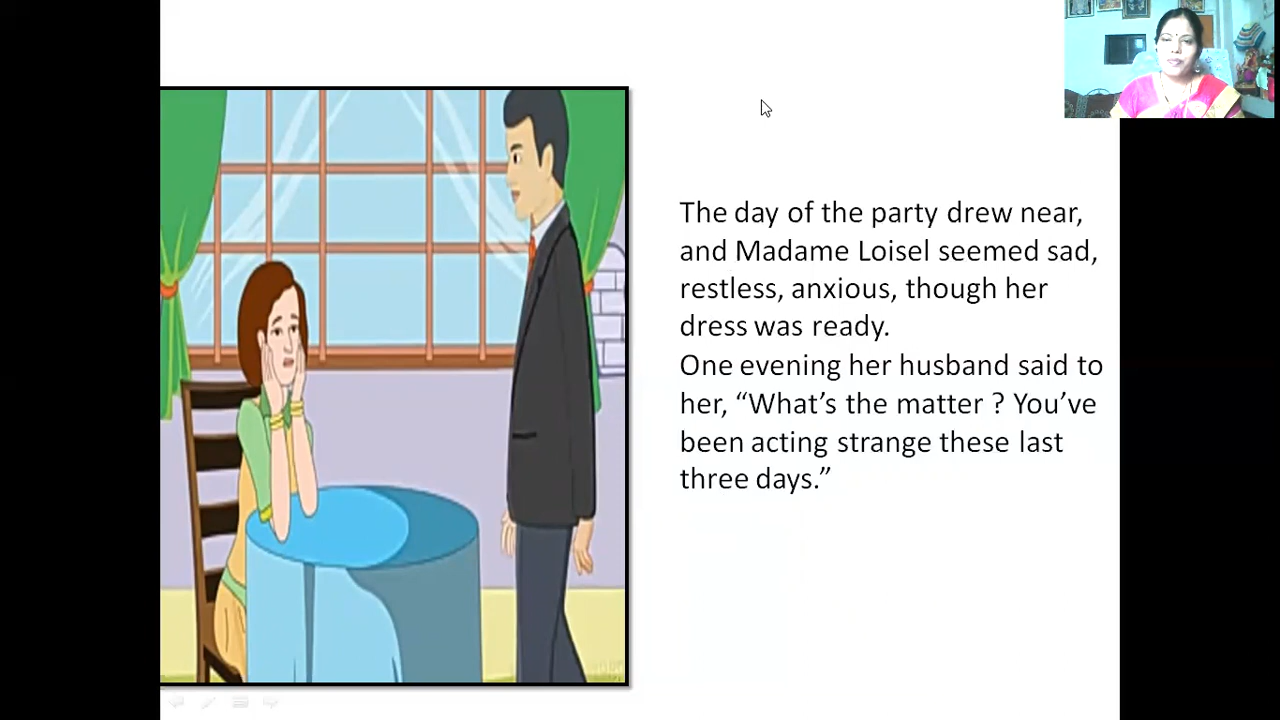 The day of the party drew near,
and Madame Loisel seemed sad,
restless, anxious, though her
dress was ready.
One evening her husband said to
her, “What’s the matter ? You’ve
been acting strange these last
three days.”